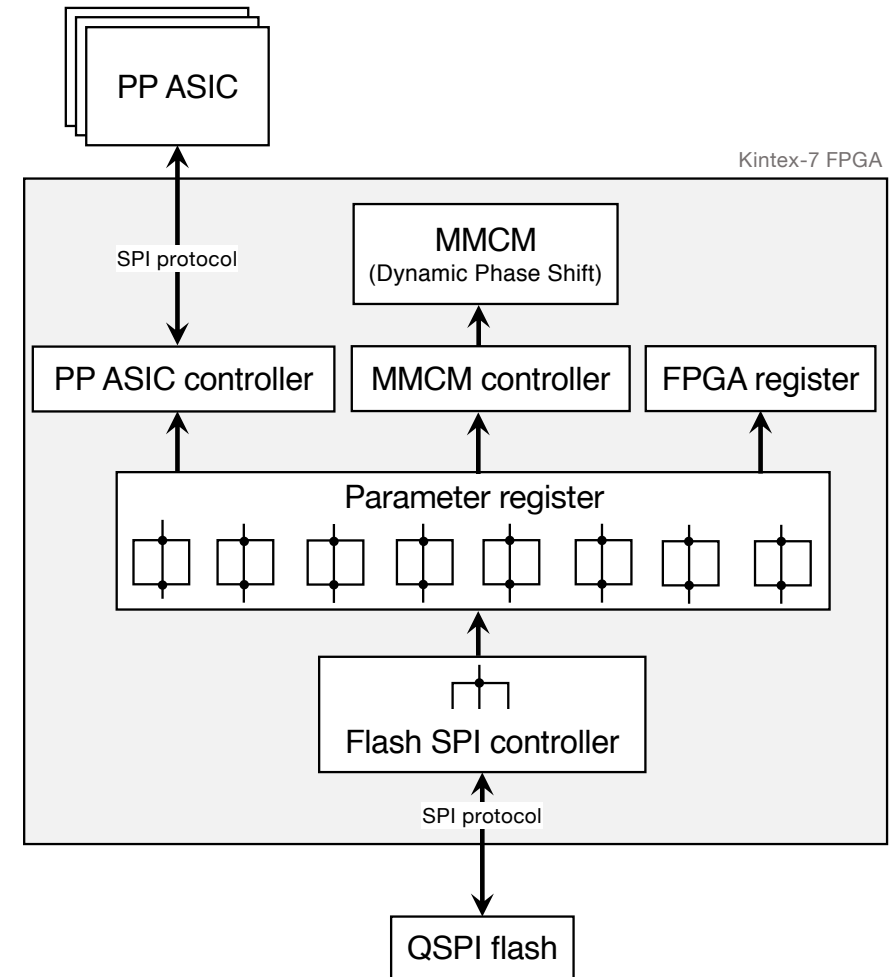 PP ASIC
Kintex-7 FPGA
SPI protocol
MMCM
(Dynamic Phase Shift)
PP ASIC controller
MMCM controller
FPGA register
Parameter register
Flash SPI controller
SPI protocol
QSPI flash